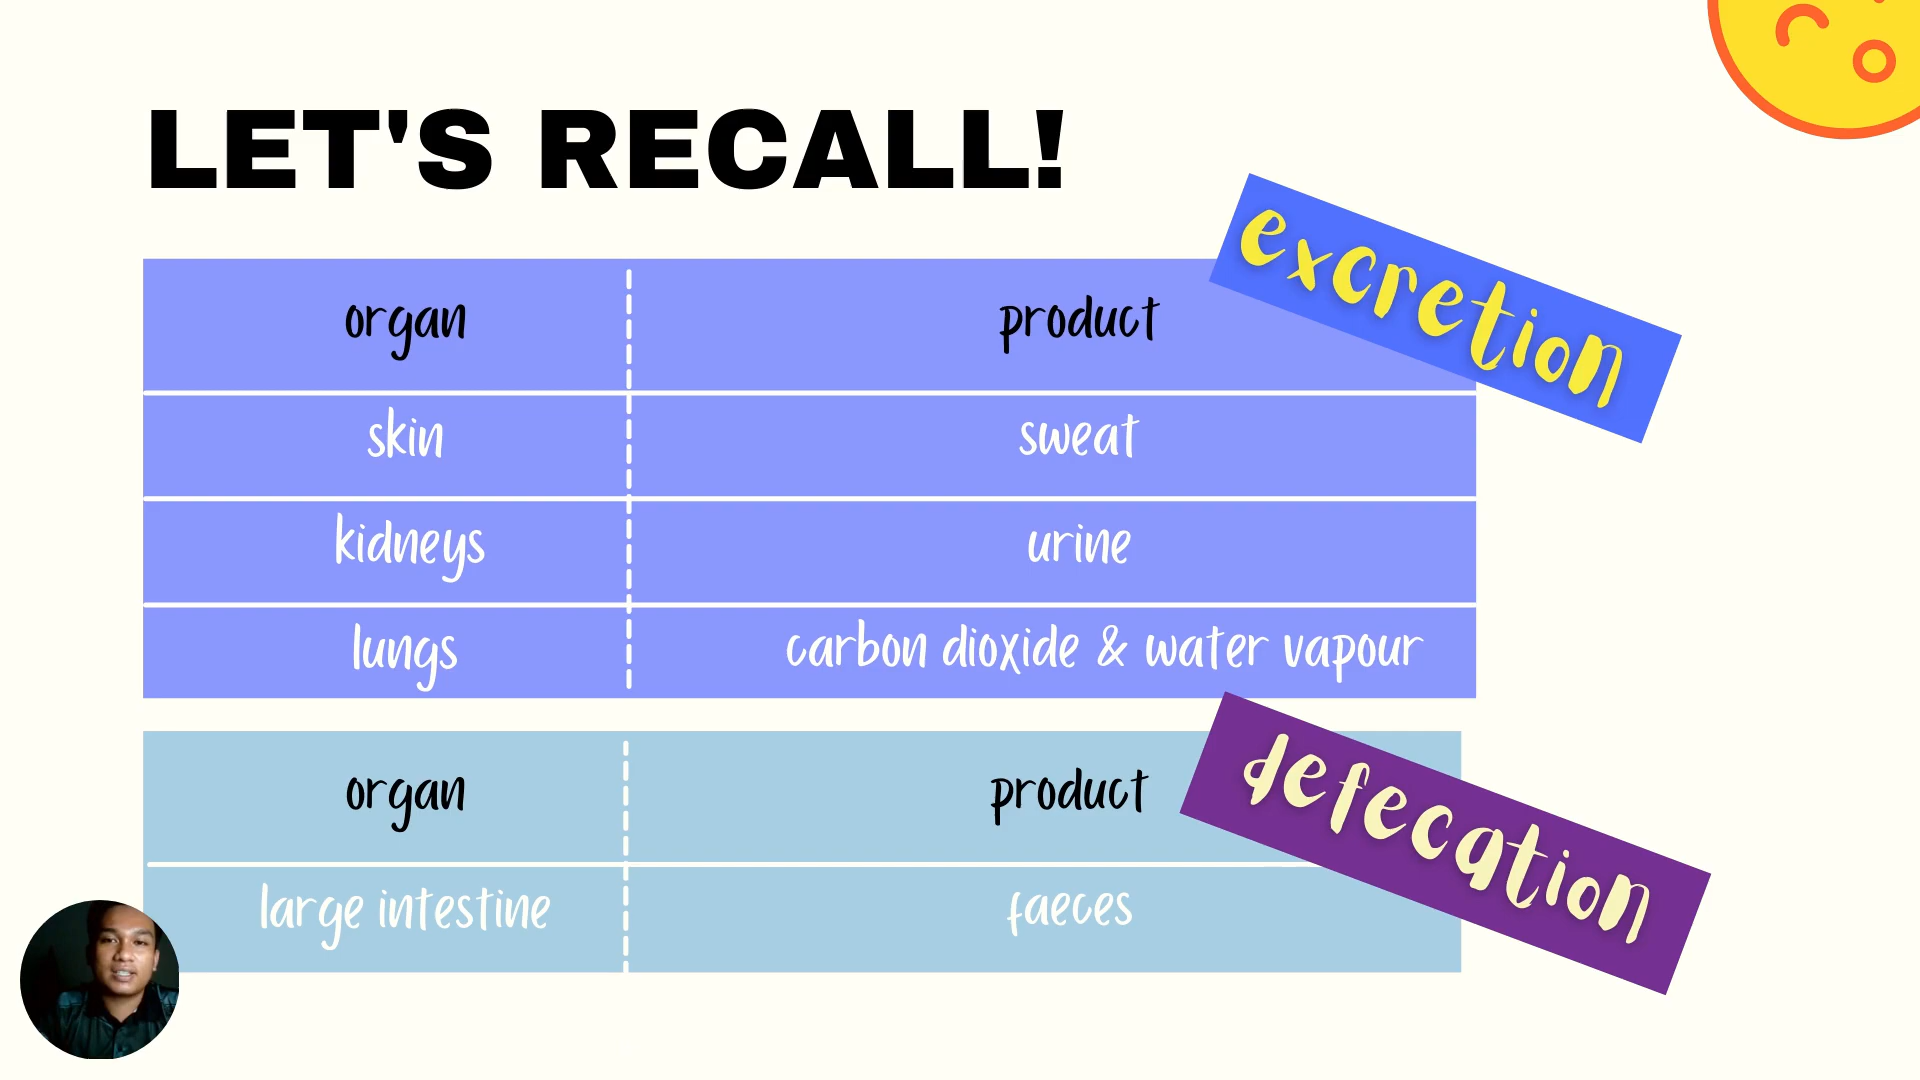 LET'S RECALL!
excretion
organ product
skin sweat
kidneys urine
lungs carbon dioxide & water vapour
defecation
organ product
large intestine faeces